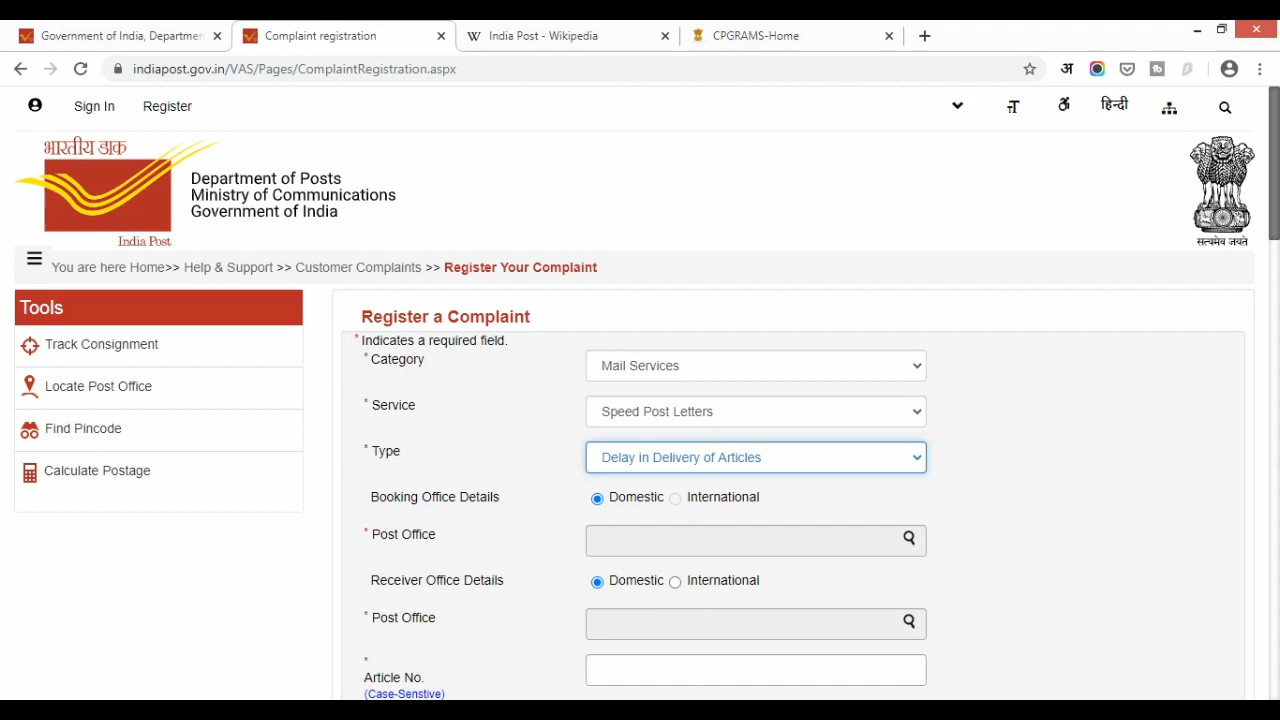 Government of India, Departmen
Complaint registration
W India Post - Wikipedia
CPGRAMS-Home
indiapost.gov.in/VAS/Pages/ComplaintRegistration.aspx
अ
Sign In Register
T
हिन्दी
भारतीय डाक
India Post
Department of Posts
Ministry of Communications
Government of India
सत्यमेव जयते
You are here Home>> Help & Support >> Customer Complaints >> Register Your Complaint
Tools
Track Consignment
Locate Post Office
Find Pincode
Calculate Postage
Register a Complaint
* Indicates a required field.
* Category Mail Services
* Service Speed Post Letters
* Type Delay in Delivery of Articles
Booking Office Details Domestic International
* Post Office
Receiver Office Details Domestic International
* Post Office
*
Article No.
(Case-Senstive)